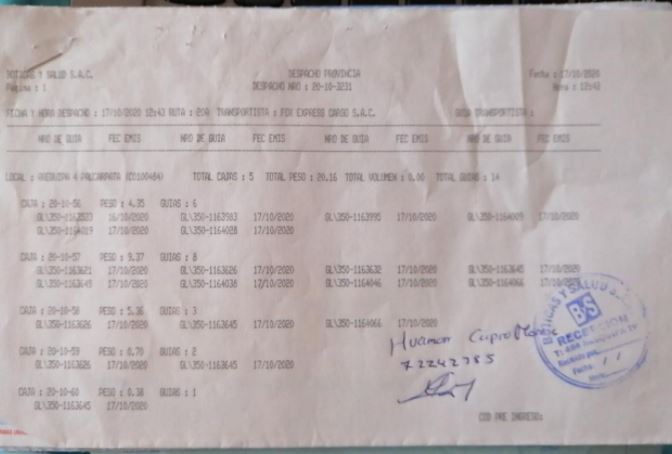 BOTICAS Y SALUD S.A.C. DESPACHO PROVINCIA Fecha : 17/10/2020
Pagina : 1 DESPACHO NRO : 20-10-3231 Hora : 12:43
FECHA Y HORA DESPACHO : 17/10/2020 12:43 RUTA : 20A TRANSPORTISTA : FOX EXPRESS CARGO S.A.C. GUIA TRANSPORTISTA :
NRO DE GUIA FEC EMIS NRO DE GUIA FEC EMIS NRO DE GUIA FEC EMIS NRO DE GUIA FEC EMIS
LOCAL : AREQUIPA 4 PAUCARPATA (C0100484) TOTAL CAJAS : 5 TOTAL PESO : 20.16 TOTAL VOLUMEN : 0.00 TOTAL GUIAS : 14
CAJA : 20-10-56 PESO : 4.35 GUIAS : 6
16/10/2020 GL\350-1163983 17/10/2020 GL\350-1163995 17/10/2020 GL\350-1164009 17/10/2020
GL\350-1164019 17/10/2020 GL\350-1164028 17/10/2020
CAJA : 20-10-57 PESO : 9.37 GUIAS : 8
GL\350-1163621 17/10/2020 GL\350-1163626 17/10/2020 GL\350-1163632 17/10/2020 GL\350-1163645 17/10/2020
GL\350-1163649 17/10/2020 GL\350-1164038 17/10/2020 GL\350-1164046 17/10/2020 GL\350-1164066 17/10/2020
CAJA : 20-10-58 PESO : 5.36 GUIAS : 3
GL\350-1163626 17/10/2020 GL\350-1163645 17/10/2020 GL\350-1164066 17/10/2020
CAJA : 20-10-59 PESO : 0.70 GUIAS : 2
GL\350-1163626 17/10/2020 GL\350-1163645 17/10/2020
CAJA : 20-10-60 PESO : 0.38 GUIAS : 1
GL\350-1163645 17/10/2020
BOTICAS Y SALUD
BS
RECEPCION
Fecha
Huaman
72242785
COD PRE INGRESO: